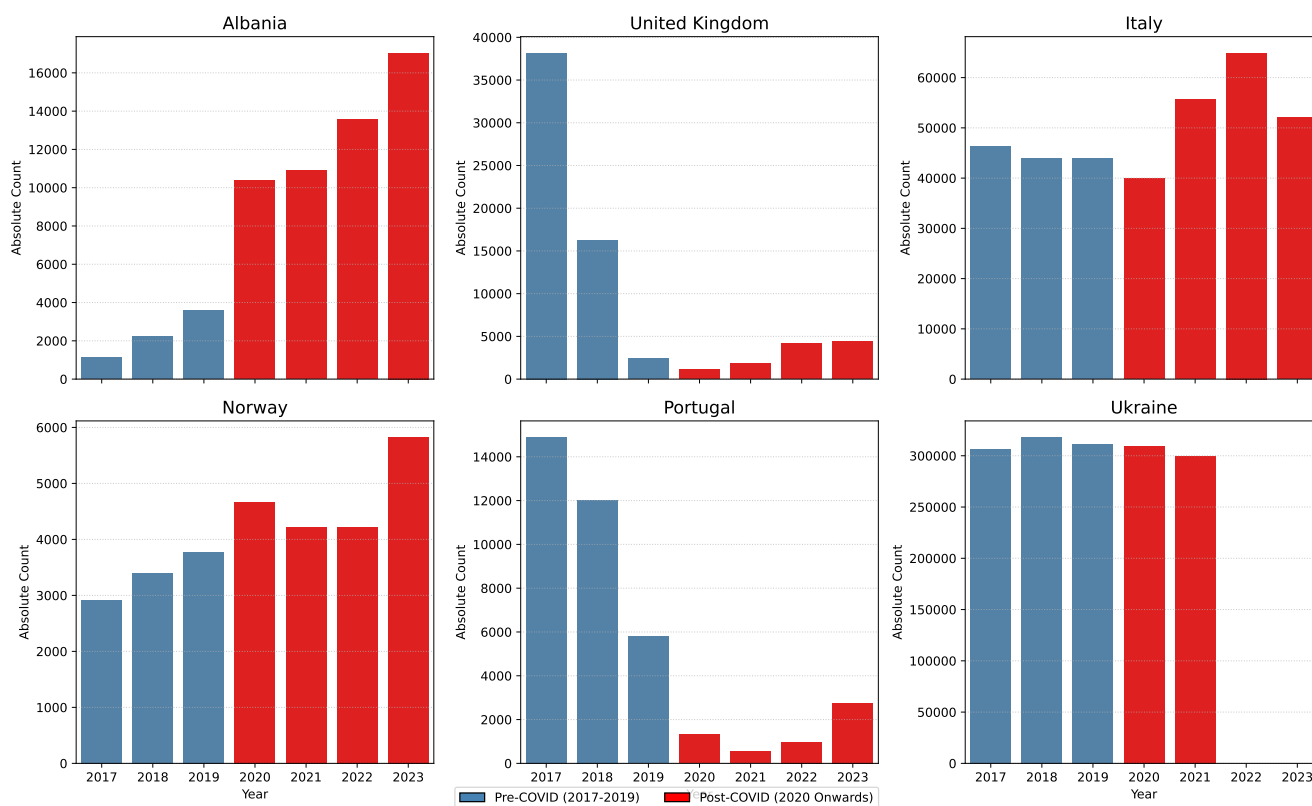 Albania
United Kingdom
Italy
Absolute Count
16000
14000
12000
10000
8000
6000
4000
2000
0
Absolute Count
40000
35000
30000
25000
20000
15000
10000
5000
0
Absolute Count
60000
50000
40000
30000
20000
10000
0
Norway
Portugal
Ukraine
Absolute Count
6000
5000
4000
3000
2000
1000
0
2017 2018 2019 2020 2021 2022 2023
Year
Absolute Count
14000
12000
10000
8000
6000
4000
2000
0
2017 2018 2019 2020 2021 2022 2023
Absolute Count
300000
250000
200000
150000
100000
50000
0
2017 2018 2019 2020 2021 2022 2023
Year
Pre-COVID (2017-2019) Post-COVID (2020 Onwards)